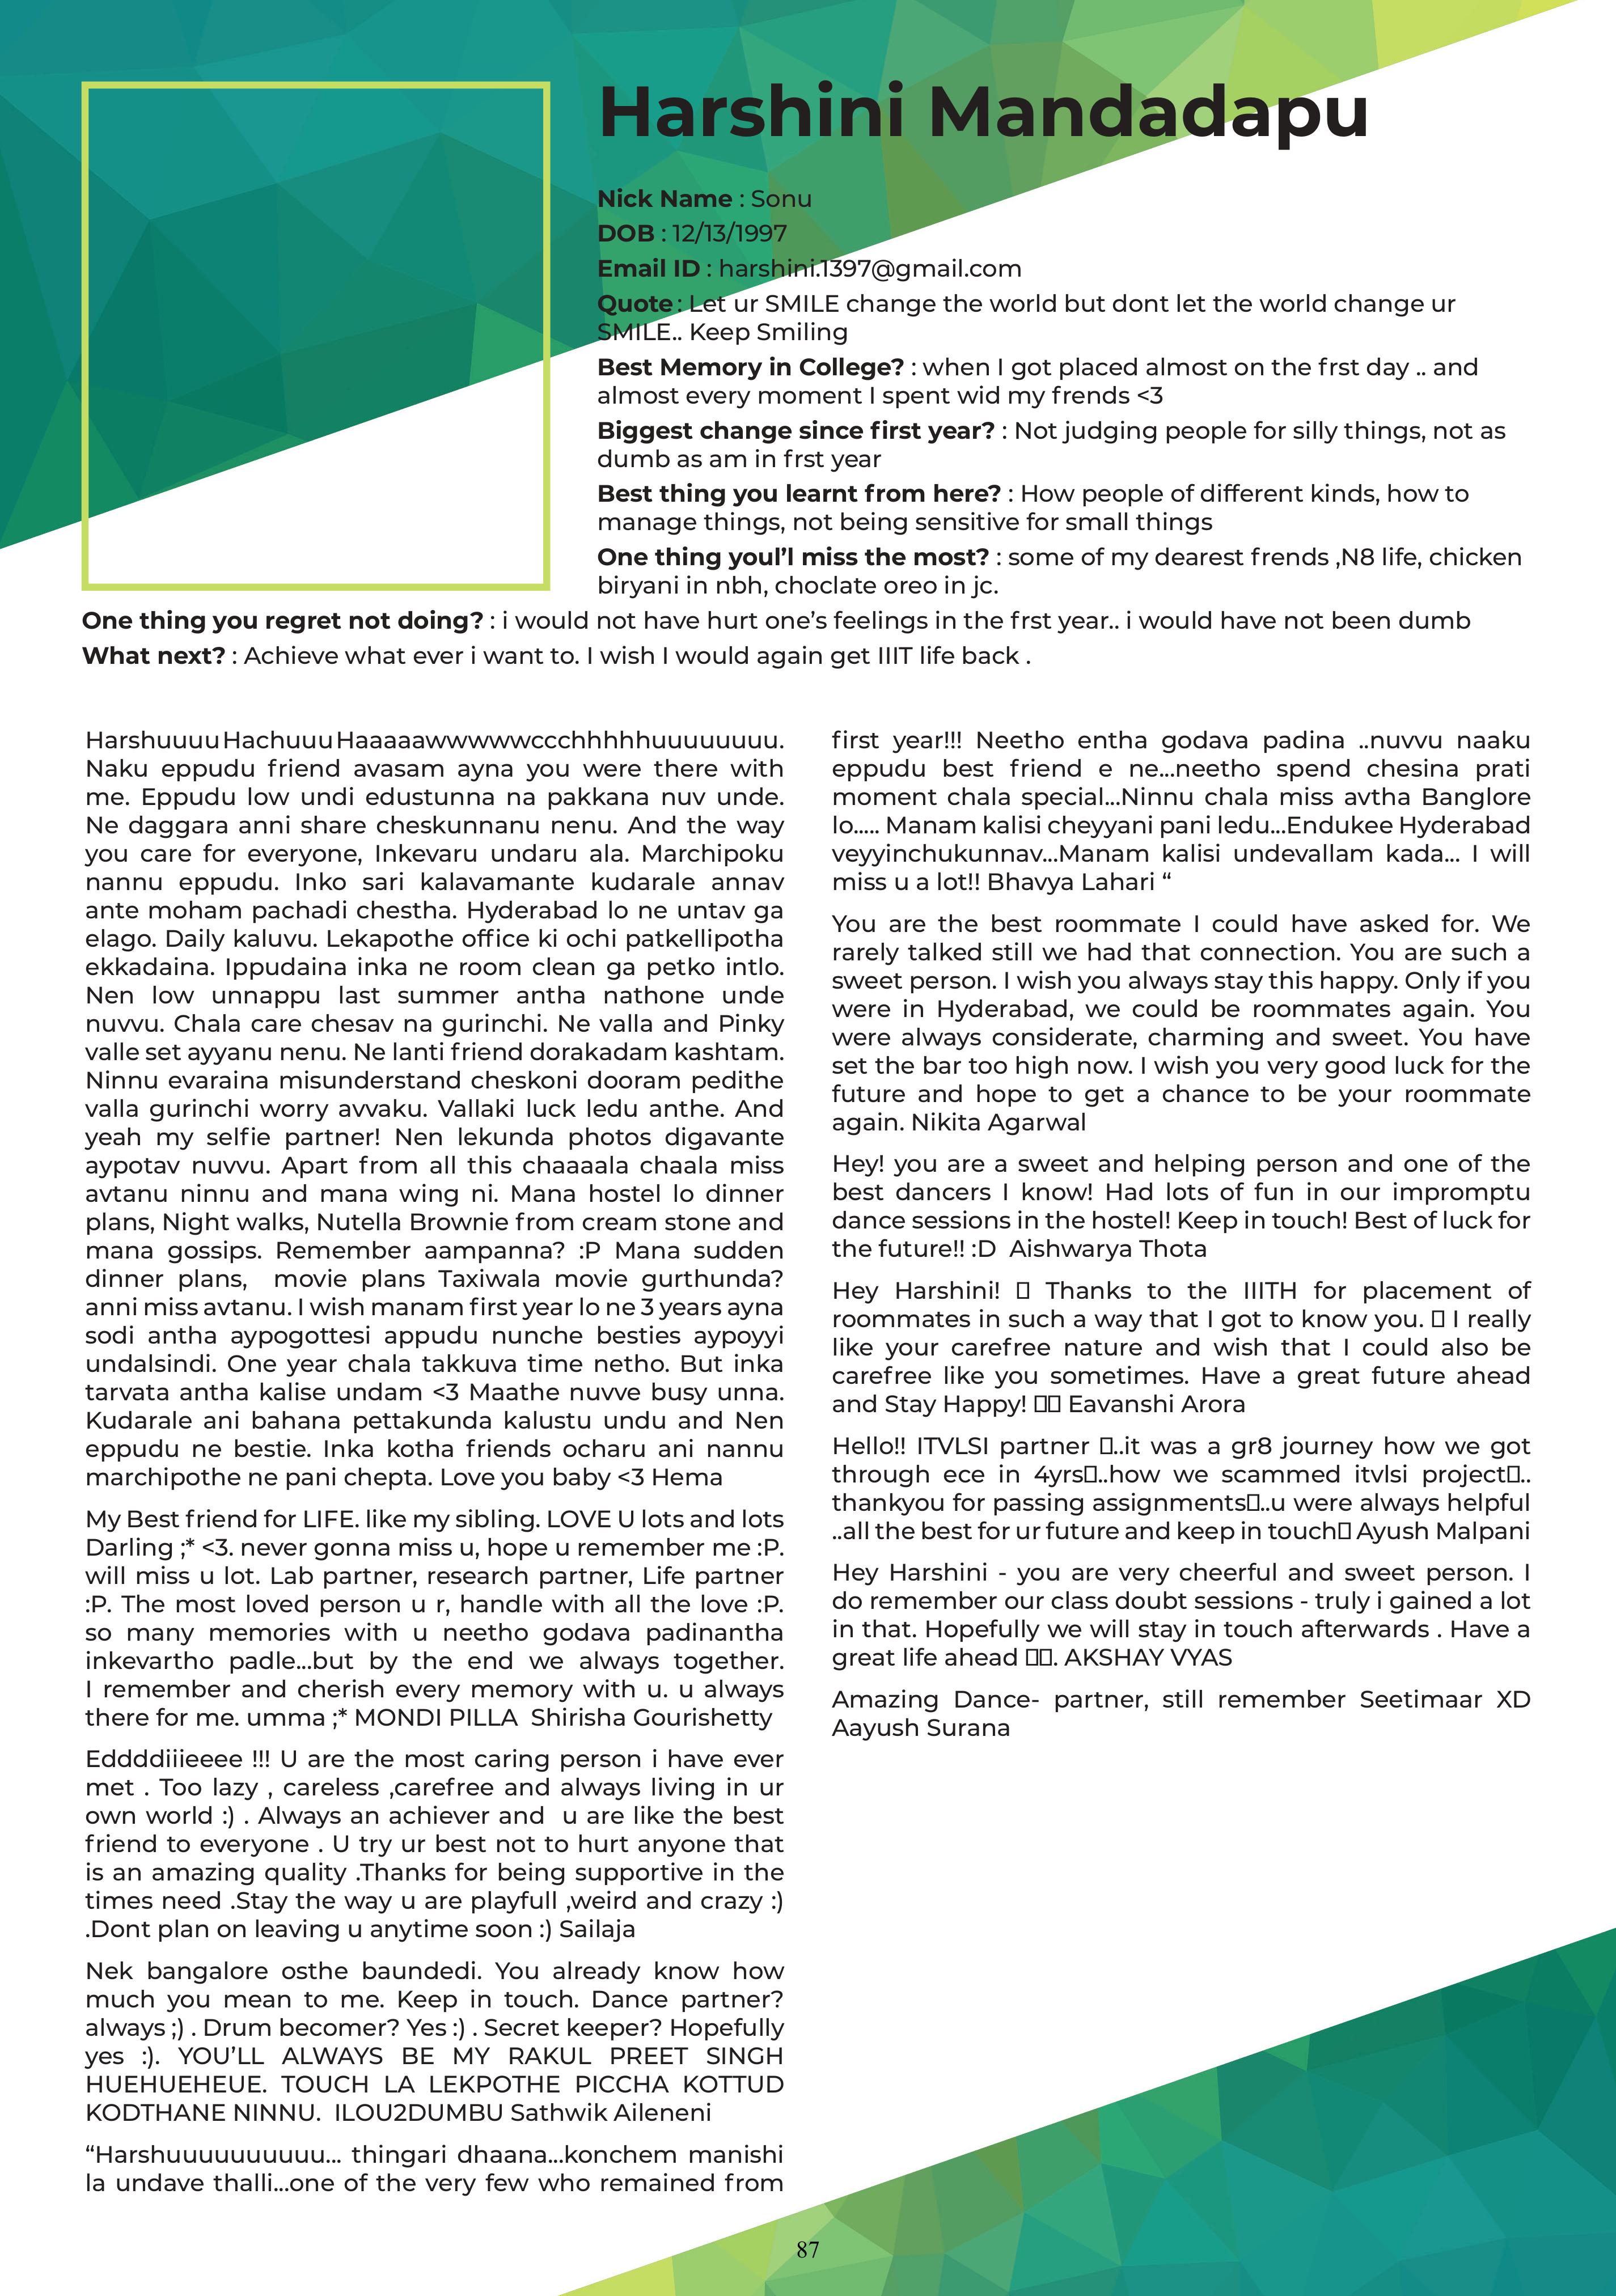 Harshini Mandadapu
Nick Name : Sonu
DOB : 12/13/1997
Email ID : harshini.1397@gmail.com
Quote : Let ur SMILE change the world but dont let the world change ur
SMILE.. Keep Smiling
Best Memory in College? : when I got placed almost on the frst day .. and
almost every moment I spent wid my frends <3
Biggest change since first year? : Not judging people for silly things, not as
dumb as am in frst year
Best thing you learnt from here? : How people of different kinds, how to
manage things, not being sensitive for small things
One thing youl’l miss the most? : some of my dearest frends ,N8 life, chicken
biryani in nbh, choclate oreo in jc.
One thing you regret not doing? : i would not have hurt one’s feelings in the frst year.. i would have not been dumb
What next? : Achieve what ever i want to. I wish I would again get IIIT life back .
Harshuuuu Hachuuu Haaaaawwwwwccchhhhhuuuuuuuu.
Naku eppudu friend avasam ayna you were there with
me. Eppudu low undi edustunna na pakkana nuv unde.
Ne daggara anni share cheskunnanu nenu. And the way
you care for everyone, Inkevaru undaru ala. Marchipoku
nannu eppudu. Inko sari kalavamante kudarale annav
ante moham pachadi chestha. Hyderabad lo ne untav ga
elago. Daily kaluvu. Lekapothe office ki ochi patkellipotha
ekkadaina. Ippudaina inka ne room clean ga petko intlo.
Nen low unnappu last summer antha nathone unde
nuvvu. Chala care chesav na gurinchi. Ne valla and Pinky
valle set ayyanu nenu. Ne lanti friend dorakadam kashtam.
Ninnu evaraina misunderstand cheskoni dooram pedithe
valla gurinchi worry avvaku. Vallaki luck ledu anthe. And
yeah my selfie partner! Nen lekunda photos digavante
aypotav nuvvu. Apart from all this chaaaala chaala miss
avtanu ninnu and mana wing ni. Mana hostel lo dinner
plans, Night walks, Nutella Brownie from cream stone and
mana gossips. Remember aampanna? :P Mana sudden
dinner plans, movie plans Taxiwala movie gurthunda?
anni miss avtanu. I wish manam first year lo ne 3 years ayna
sodi antha aypogottesi appudu nunche besties aypoyyi
undalsindi. One year chala takkuva time netho. But inka
tarvata antha kalise undam <3 Maathe nuvve busy unna.
Kudarale ani bahana pettakunda kalustu undu and Nen
eppudu ne bestie. Inka kotha friends ocharu ani nannu
marchipothe ne pani chepta. Love you baby <3 Hema
My Best friend for LIFE. like my sibling. LOVE U lots and lots
Darling ;* <3. never gonna miss u, hope u remember me :P.
will miss u lot. Lab partner, research partner, Life partner
:P. The most loved person u r, handle with all the love :P.
so many memories with u neetho godava padinantha
inkevartho padle...but by the end we always together.
I remember and cherish every memory with u. u always
there for me. umma ;* MONDI PILLA Shirisha Gourishetty
Eddddiiieeee !!! U are the most caring person i have ever
met . Too lazy , careless ,carefree and always living in ur
own world :) . Always an achiever and u are like the best
friend to everyone . U try ur best not to hurt anyone that
is an amazing quality .Thanks for being supportive in the
times need .Stay the way u are playfull ,weird and crazy :)
.Dont plan on leaving u anytime soon :) Sailaja
Nek bangalore osthe baundedi. You already know how
much you mean to me. Keep in touch. Dance partner?
always ;) . Drum becomer? Yes :) . Secret keeper? Hopefully
yes :). YOU’LL ALWAYS BE MY RAKUL PREET SINGH
HUEHUEHEUE. TOUCH LA LEKPOTHE PICCHA KOTTUD
KODTHANE NINNU. ILOU2DUMBU Sathwik Aileneni
“Harshuuuuuuuuuu... thingari dhaana...konchem manishi
la undave thalli...one of the very few who remained from
first year!!! Neetho entha godava padina ..nuvvu naaku
eppudu best friend e ne...neetho spend chesina prati
moment chala special...Ninnu chala miss avtha Banglore
lo..... Manam kalisi cheyyani pani ledu...Endukee Hyderabad
veyyinchukunnav...Manam kalisi undevallam kada... I will
miss u a lot!! Bhavya Lahari “
You are the best roommate I could have asked for. We
rarely talked still we had that connection. You are such a
sweet person. I wish you always stay this happy. Only if you
were in Hyderabad, we could be roommates again. You
were always considerate, charming and sweet. You have
set the bar too high now. I wish you very good luck for the
future and hope to get a chance to be your roommate
again. Nikita Agarwal
Hey! you are a sweet and helping person and one of the
best dancers I know! Had lots of fun in our impromptu
dance sessions in the hostel! Keep in touch! Best of luck for
the future!! :D Aishwarya Thota
Hey Harshini! &#x25AF; Thanks to the IIITH for placement of
roommates in such a way that I got to know you. ▯ I really
like your carefree nature and wish that I could also be
carefree like you sometimes. Have a great future ahead
and Stay Happy! ▯▯ Eavanshi Arora
Hello!! ITVLSI partner ▯..it was a gr8 journey how we got
through ece in 4yrs▯..how we scammed itvlsi project▯..
thankyou for passing assignments▯..u were always helpful
..all the best for ur future and keep in touch▯ Ayush Malpani
Hey Harshini - you are very cheerful and sweet person. I
do remember our class doubt sessions - truly i gained a lot
in that. Hopefully we will stay in touch afterwards . Have a
great life ahead ▯▯. AKSHAY VYAS
Amazing Dance- partner, still remember Seetimaar XD
Aayush Surana
87